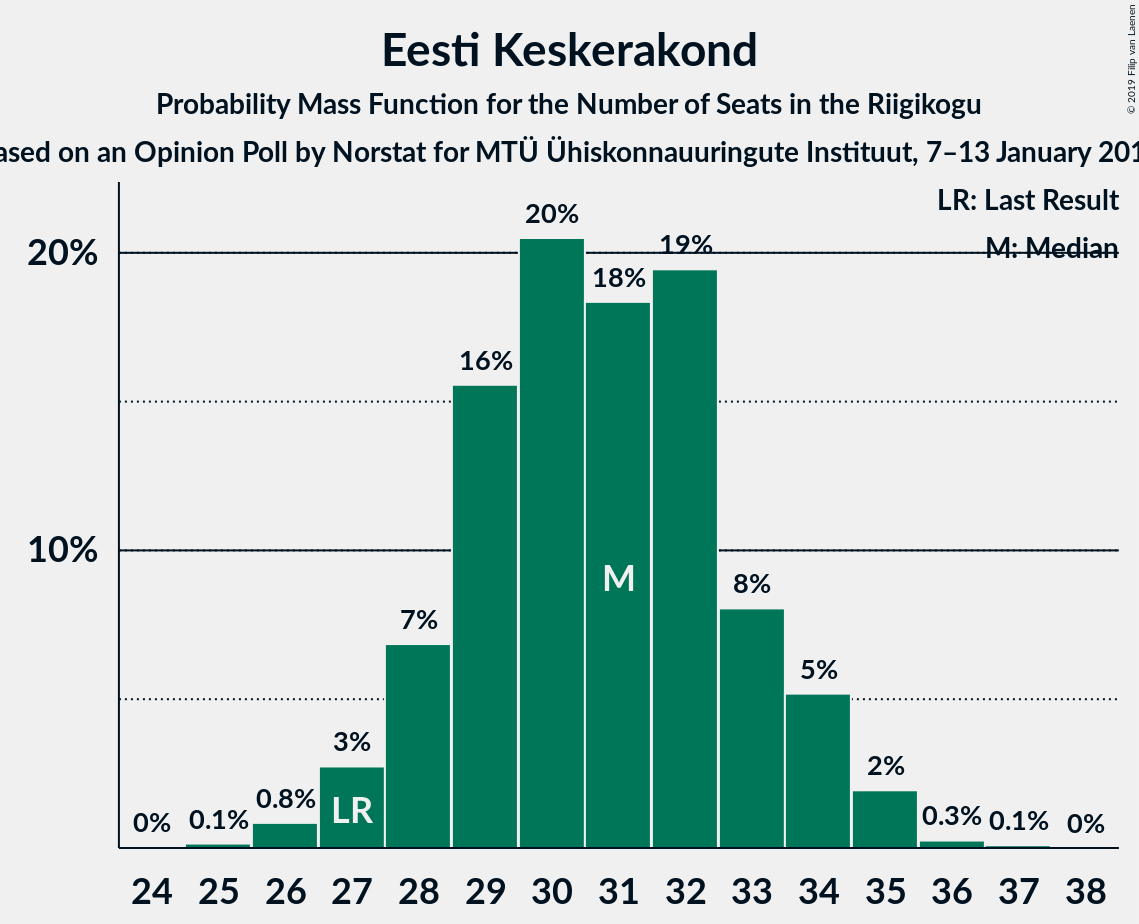 Eesti Keskerakond
Probability Mass Function for the Number of Seats in the Riigikogu
on an Opinion Poll by Norstat for MTÜ Ühiskonnauuringute Instituut, 7–13 January
© 2019 Filip van Laenen
LR: Last Result
M: Median
20%
10%
0% 0.1% 0.8% 3% 7% 16% 20% 18% 19% 8% 5% 2% 0.3% 0.1% 0%
LR
M
24 25 26 27 28 29 30 31 32 33 34 35 36 37 38